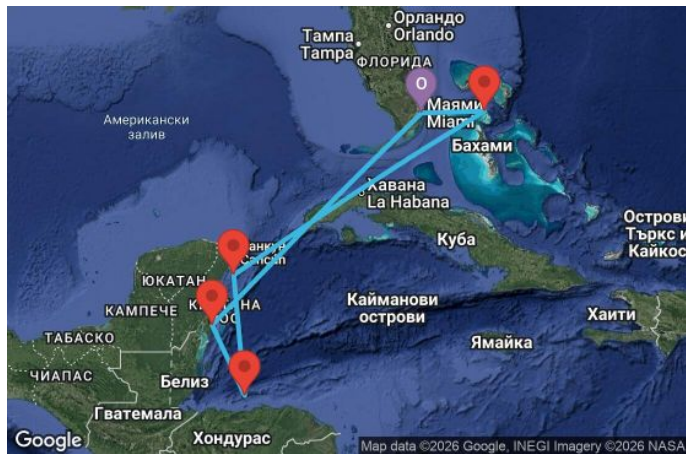 Орландо
Orlando
Тампа
Tampa
ФЛОРИДА
O
Маями
Miami
Американски
залив
Бахами
Хавана
La Habana
Острови
Търкс и
Кайкос
Куба
Cancún
ЮКАТАН
КАМПЕЧЕ
Кайманови
острови
Хаити
ТАБАСКО
Ямайка
ЧИАПАС
Белиз
Гватемала
Хондурас
Google
Map data ©2026 Google, INEGI Imagery ©2026 NASA